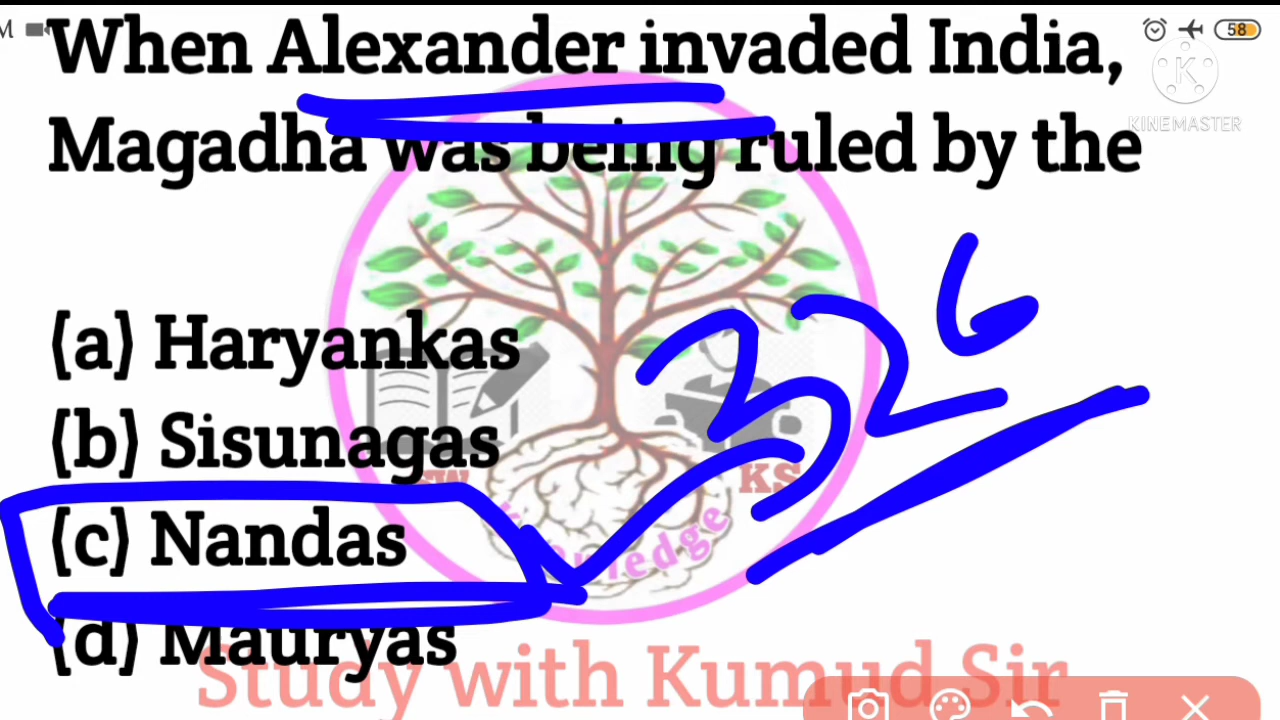 M
58
K
KINEMASTER
When Alexander invaded India,
Magadha was being ruled by the
326
(a) Haryankas
(b) Sisunagas
KS
(c) Nandas
(d) Mauryas
Study with Kumud Sir